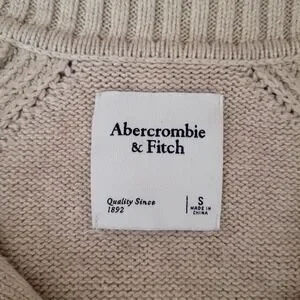 Abercrombie
& Fitch
Quality Since
1892
S
MADE IN
CHINA